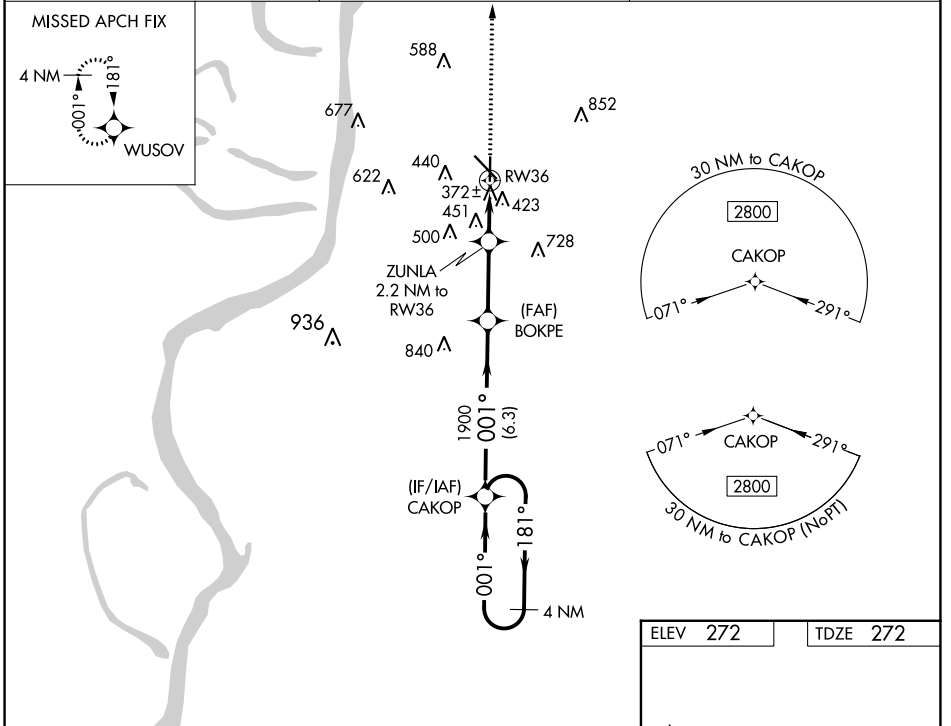 MISSED APCH FIX
4 NM
001°
181°
WUSOV
588
852
677
440
RW36
622
372±
423
451
500
728
ZUNLA
2.2 NM to
RW36
(FAF)
BOKPE
936
840
1900
001°
(6.3)
(IF/IAF)
CAKOP
001°
181°
4 NM
30 NM to CAKOP
2800
CAKOP
071°
291°
071°
CAKOP
291°
2800
30 NM to CAKOP (NoPT)
ELEV 272
TDZE 272